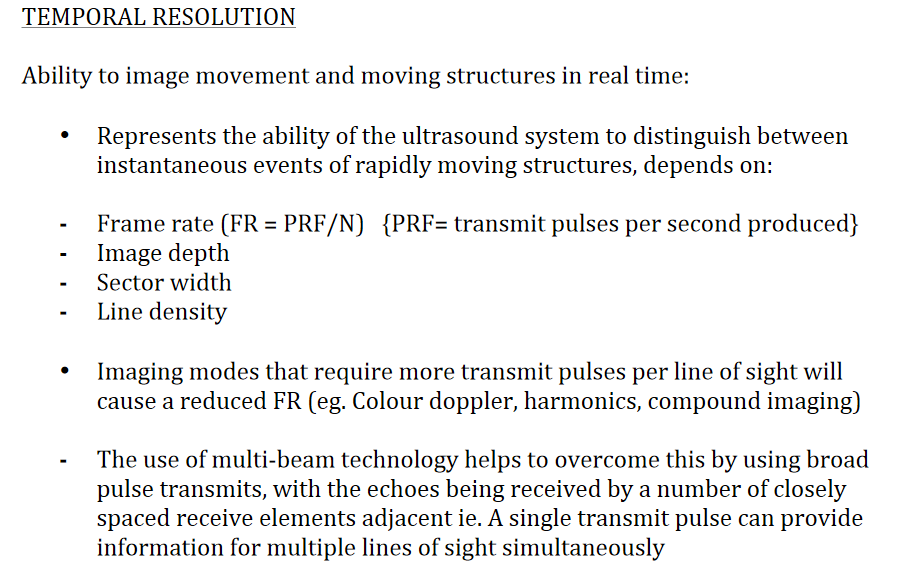 TEMPORAL RESOLUTION
Ability to image movement and moving structures in real time:
• Represents the ability of the ultrasound system to distinguish between
instantaneous events of rapidly moving structures, depends on:
- Frame rate (FR = PRF/N) {PRF= transmit pulses per second produced}
- Image depth
- Sector width
- Line density
• Imaging modes that require more transmit pulses per line of sight will
cause a reduced FR (eg. Colour doppler, harmonics, compound imaging)
- The use of multi-beam technology helps to overcome this by using broad
pulse transmits, with the echoes being received by a number of closely
spaced receive elements adjacent ie. A single transmit pulse can provide
information for multiple lines of sight simultaneously